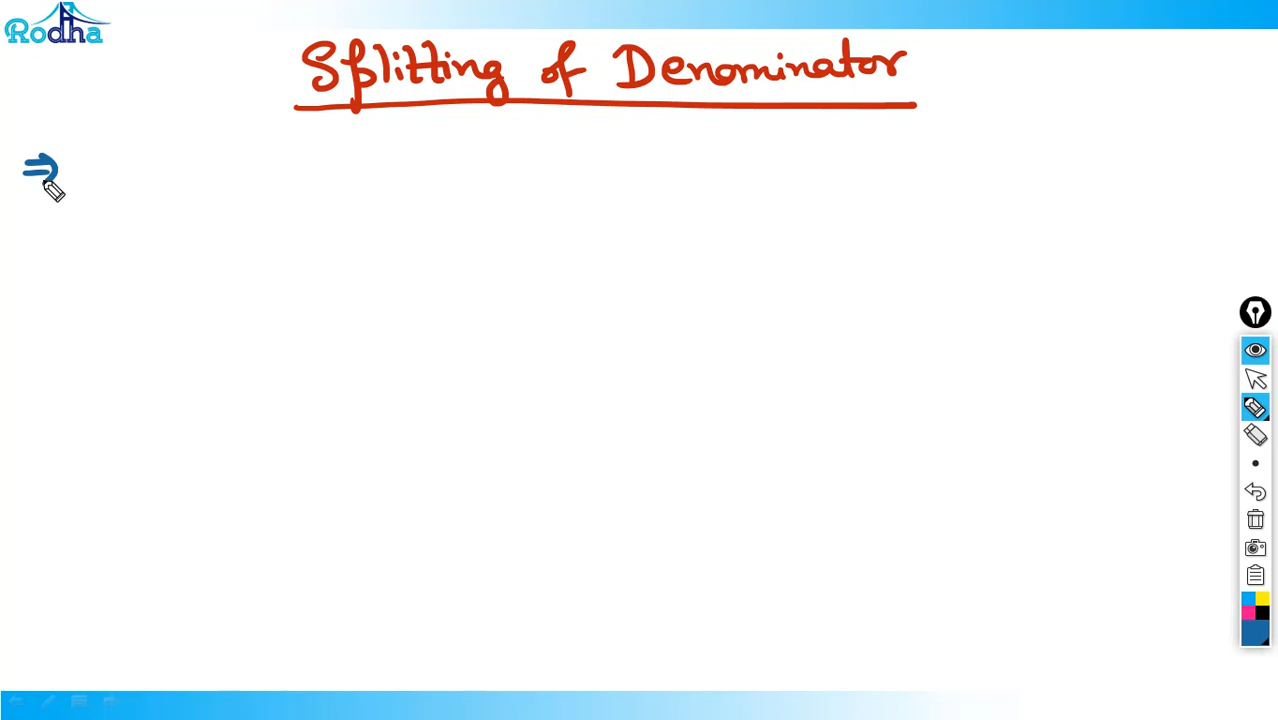 Rodha
Splitting of Denominator
⇒